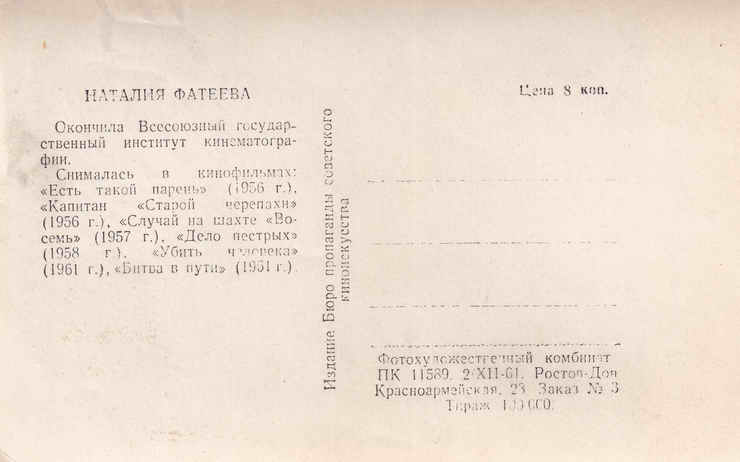 НАТАЛИЯ ФАТЕЕВА
Окончила Всесоюзный государ-
ственный институт кинематогра-
фии.
Снималась в кинофильмах:
«Есть такой парень» (1956 г.),
«Капитан «Старой черепахи»
(1956 г.), «Случай на шахте «Во-
семь» (1957 г.), «Дело пестрых»
(1958 г.), «Убить человека»
(1961 г.), «Битва в пути» (1961 г.).
Издание Бюро пропаганды советского
киноискусства
Цена 8 коп.
Фотохудожественный комбинат
ПК 11589. 2/XII-61. Ростов-Дон
Красноармейская, 23 Заказ № 3
Тираж 100 000.